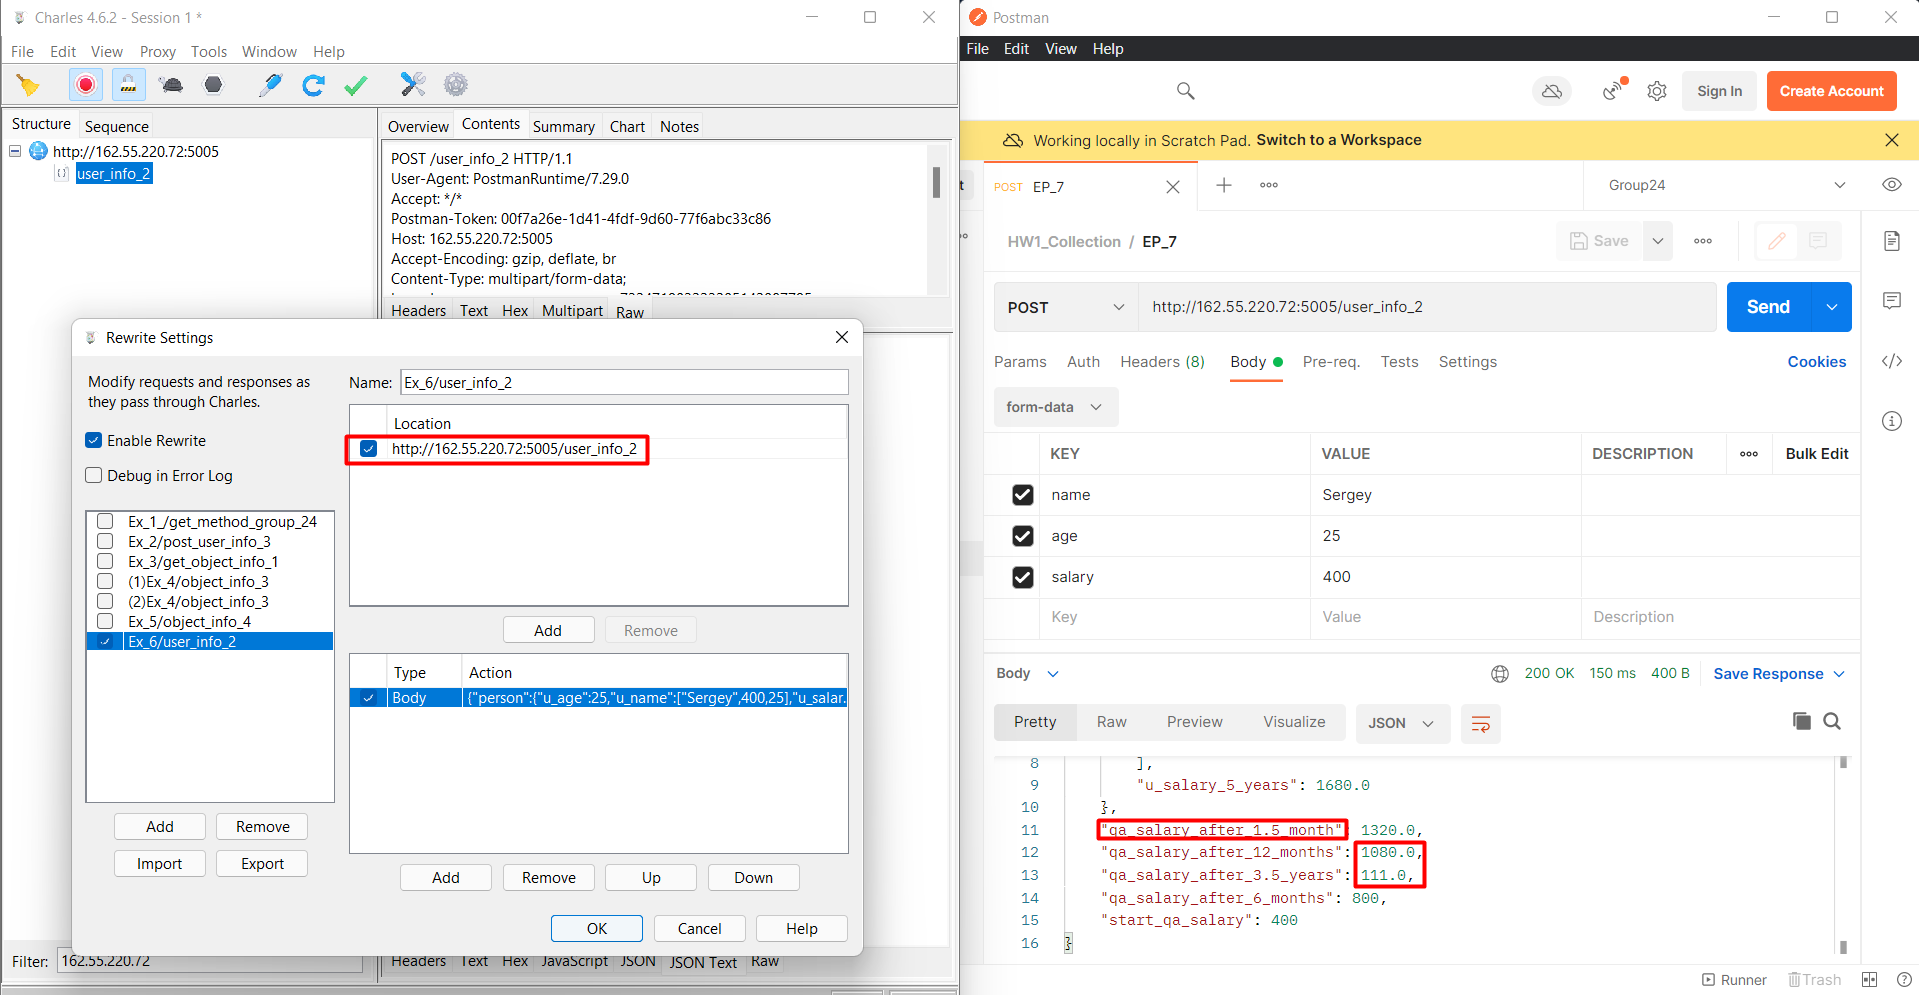 Charles 4.6.2 - Session 1 *
File Edit View Proxy Tools Window Help
Structure Sequence
http://162.55.220.72:5005
user_info_2
Filter: 162.55.220.72
Overview Contents Summary Chart Notes
POST /user_info_2 HTTP/1.1
User-Agent: PostmanRuntime/7.29.0
Accept: */*
Postman-Token: 00f7a26e-1d41-4fdf-9d60-77f6abc33c86
Host: 162.55.220.72:5005
Accept-Encoding: gzip, deflate, br
Content-Type: multipart/form-data;
Headers Text Hex Multipart Raw
Headers Text Hex JavaScript JSON JSON Text Raw
Rewrite Settings
Modify requests and responses as
they pass through Charles.
Enable Rewrite
Debug in Error Log
Ex_1_/get_method_group_24
Ex_2/post_user_info_3
Ex_3/get_object_info_1
(1)Ex_4/object_info_3
(2)Ex_4/object_info_3
Ex_5/object_info_4
Ex_6/user_info_2
Add Remove
Import Export
Name: Ex_6/user_info_2
Location
http://162.55.220.72:5005/user_info_2
Add Remove
Type Action
Body {"person":{"u_age":25,"u_name":["Sergey",400,25],"u_salar...
Add Remove Up Down
OK Cancel Help
Postman
File Edit View Help
Sign In Create Account
Working locally in Scratch Pad. Switch to a Workspace
t
POST EP_7
Group24
HW1_Collection / EP_7
Save
POST http://162.55.220.72:5005/user_info_2 Send
Params Auth Headers (8) Body Pre-req. Tests Settings Cookies
form-data
KEY VALUE DESCRIPTION Bulk Edit
name Sergey
age 25
salary 400
Key Value Description
Body 200 OK 150 ms 400 B Save Response
Pretty Raw Preview Visualize JSON
8 ],
9 "u_salary_5_years": 1680.0
10 },
11 "qa_salary_after_1.5_month": 1320.0,
12 "qa_salary_after_12_months": 1080.0,
13 "qa_salary_after_3.5_years": 111.0,
14 "qa_salary_after_6_months": 800,
15 "start_qa_salary": 400
16 }
Runner Trash